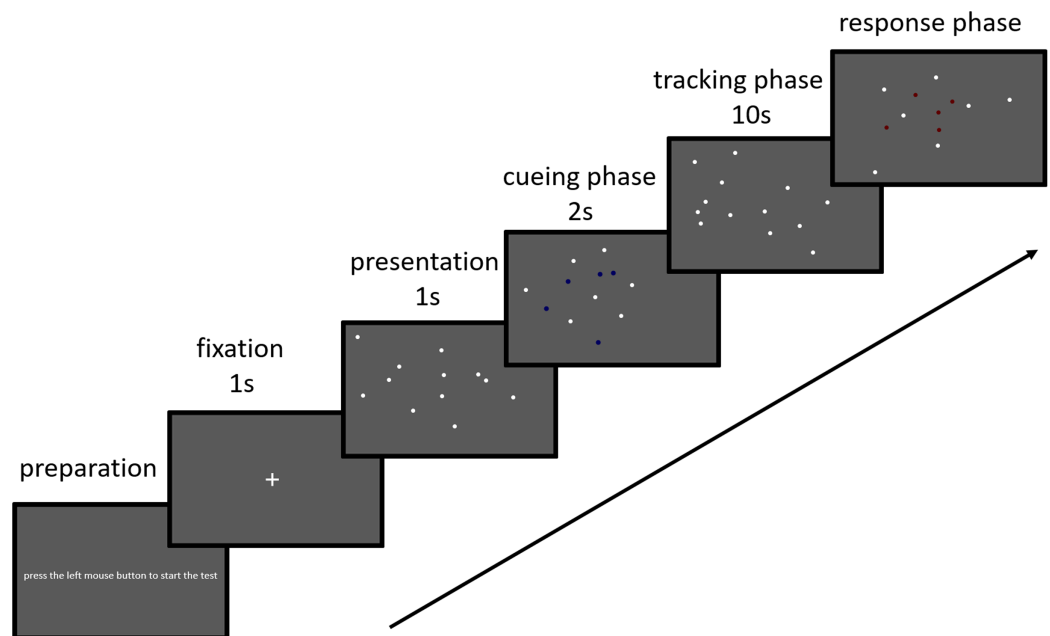 response phase
tracking phase
10s
cueing phase
2s
presentation
1s
fixation
1s
preparation
press the left mouse button to start the test